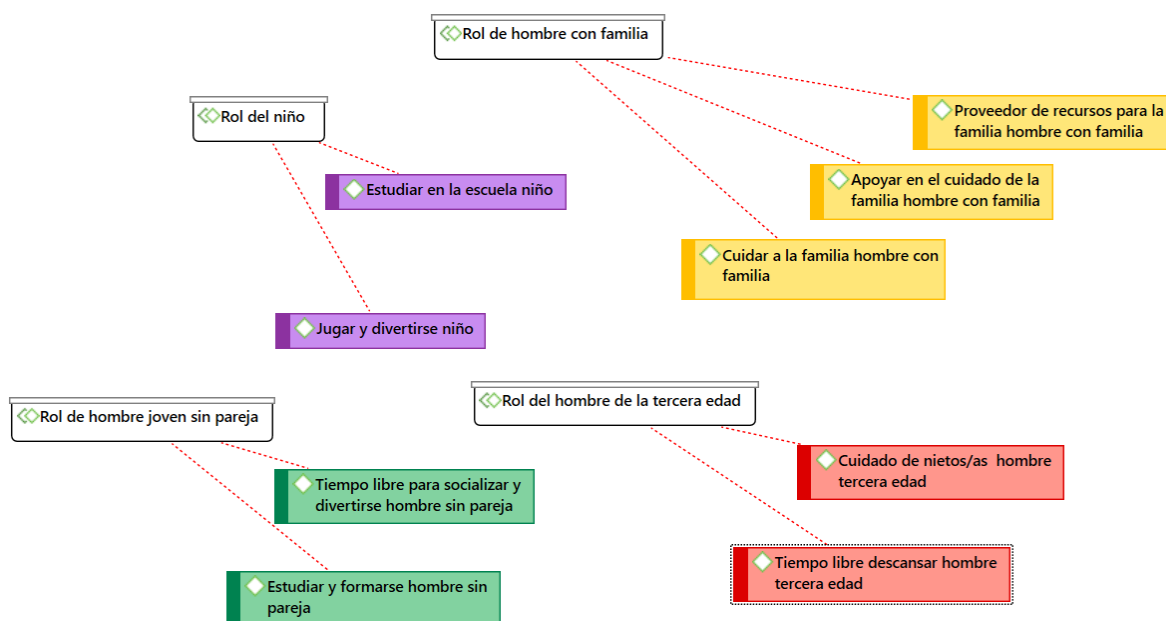 Rol de hombre con familia
Proveedor de recursos para la
familia hombre con familia
Rol del niño
Apoyar en el cuidado de la
familia hombre con familia
Estudiar en la escuela niño
Cuidar a la familia hombre con
familia
Jugar y divertirse niño
Rol de hombre joven sin pareja
Rol del hombre de la tercera edad
Tiempo libre para socializar y
divertirse hombre sin pareja
Cuidado de nietos/as hombre
tercera edad
Estudiar y formarse hombre sin
pareja
Tiempo libre descansar hombre
tercera edad